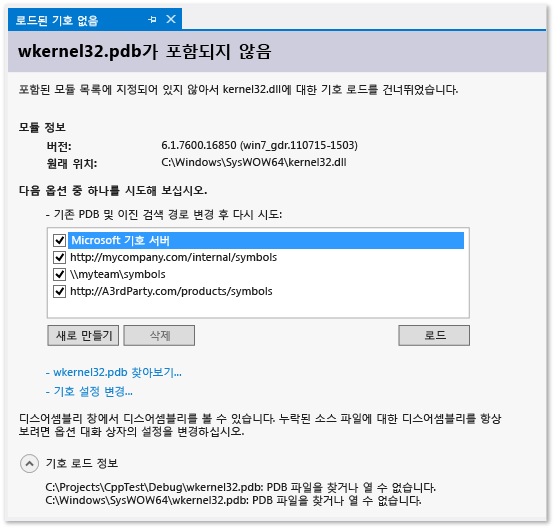 로드된 기호 없음
wkernel32.pdb가 포함되지 않음
포함된 모듈 목록에 지정되어 있지 않아서 kernel32.dll에 대한 기호 로드를 건너뛰었습니다.
모듈 정보
버전: 6.1.7600.16850 (win7_gdr.110715-1503)
원래 위치: C:\Windows\SysWOW64\kernel32.dll
다음 옵션 중 하나를 시도해 보십시오.
- 기존 PDB 및 이진 검색 경로 변경 후 다시 시도:
Microsoft 기호 서버
http://mycompany.com/internal/symbols
\\myteam\symbols
http://A3rdParty.com/products/symbols
새로 만들기 삭제 로드
- wkernel32.pdb 찾아보기...
- 기호 설정 변경...
디스어셈블리 창에서 디스어셈블리를 볼 수 있습니다. 누락된 소스 파일에 대한 디스어셈블리를 항상
보려면 옵션 대화 상자의 설정을 변경하십시오.
기호 로드 정보
C:\Projects\CppTest\Debug\wkernel32.pdb: PDB 파일을 찾거나 열 수 없습니다.
C:\Windows\SysWOW64\wkernel32.pdb: PDB 파일을 찾거나 열 수 없습니다.